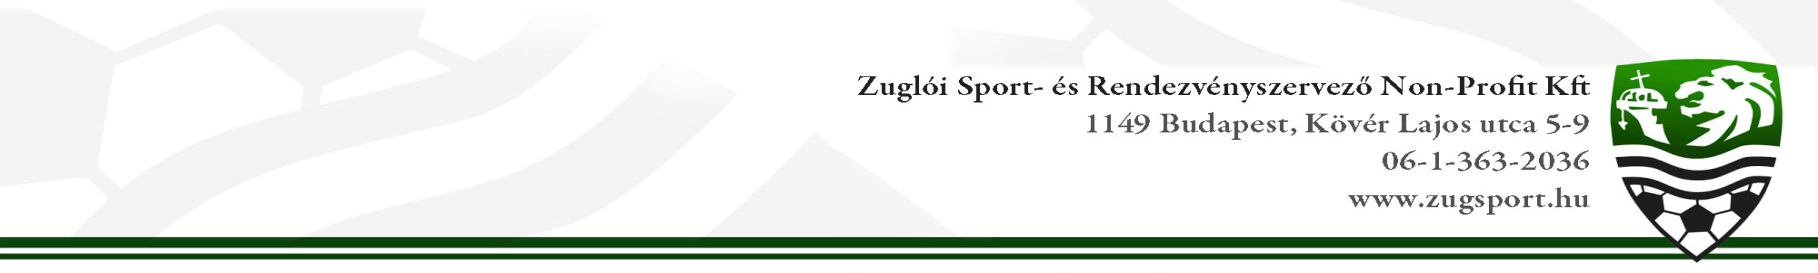 Zuglói Sport- és Rendezvényszervező Non-Profit Kft
1149 Budapest, Kövér Lajos utca 5-9
06-1-363-2036
www.zugsport.hu